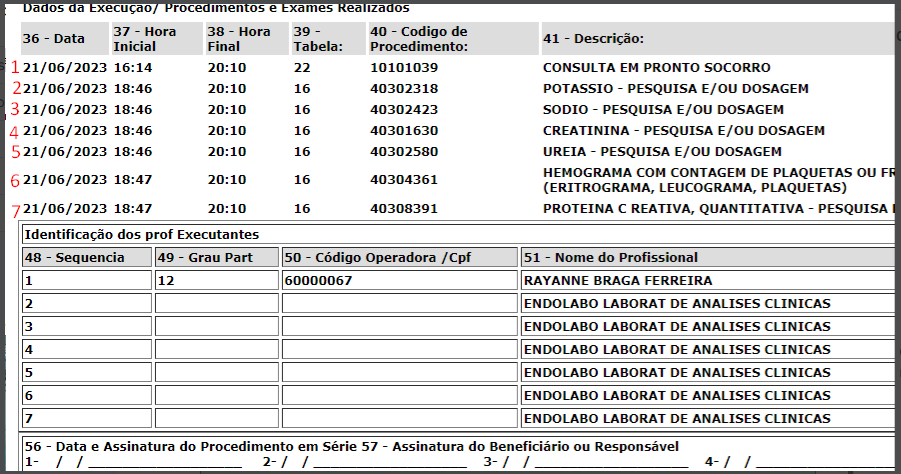 Dados da Execução/ Procedimentos e Exames Realizados
36 - Data 37 - Hora Inicial 38 - Hora Final 39 - Tabela: 40 - Codigo de Procedimento: 41 - Descrição:
1 21/06/2023 16:14 20:10 22 10101039 CONSULTA EM PRONTO SOCORRO
2 21/06/2023 18:46 20:10 16 40302318 POTASSIO - PESQUISA E/OU DOSAGEM
3 21/06/2023 18:46 20:10 16 40302423 SODIO - PESQUISA E/OU DOSAGEM
4 21/06/2023 18:46 20:10 16 40301630 CREATININA - PESQUISA E/OU DOSAGEM
5 21/06/2023 18:46 20:10 16 40302580 UREIA - PESQUISA E/OU DOSAGEM
6 21/06/2023 18:47 20:10 16 40304361 HEMOGRAMA COM CONTAGEM DE PLAQUETAS OU FR
(ERITROGRAMA, LEUCOGRAMA, PLAQUETAS)
7 21/06/2023 18:47 20:10 16 40308391 PROTEINA C REATIVA, QUANTITATIVA - PESQUISA
Identificação dos prof Executantes
48 - Sequencia 49 - Grau Part 50 - Código Operadora /Cpf 51 - Nome do Profissional
1 12 60000067 RAYANNE BRAGA FERREIRA
2 ENDOLABO LABORAT DE ANALISES CLINICAS
3 ENDOLABO LABORAT DE ANALISES CLINICAS
4 ENDOLABO LABORAT DE ANALISES CLINICAS
5 ENDOLABO LABORAT DE ANALISES CLINICAS
6 ENDOLABO LABORAT DE ANALISES CLINICAS
7 ENDOLABO LABORAT DE ANALISES CLINICAS
56 - Data e Assinatura do Procedimento em Série 57 - Assinatura do Beneficiário ou Responsável
1- / / ___________________ 2- / / ___________________ 3- / / ___________________ 4- / / ___________________